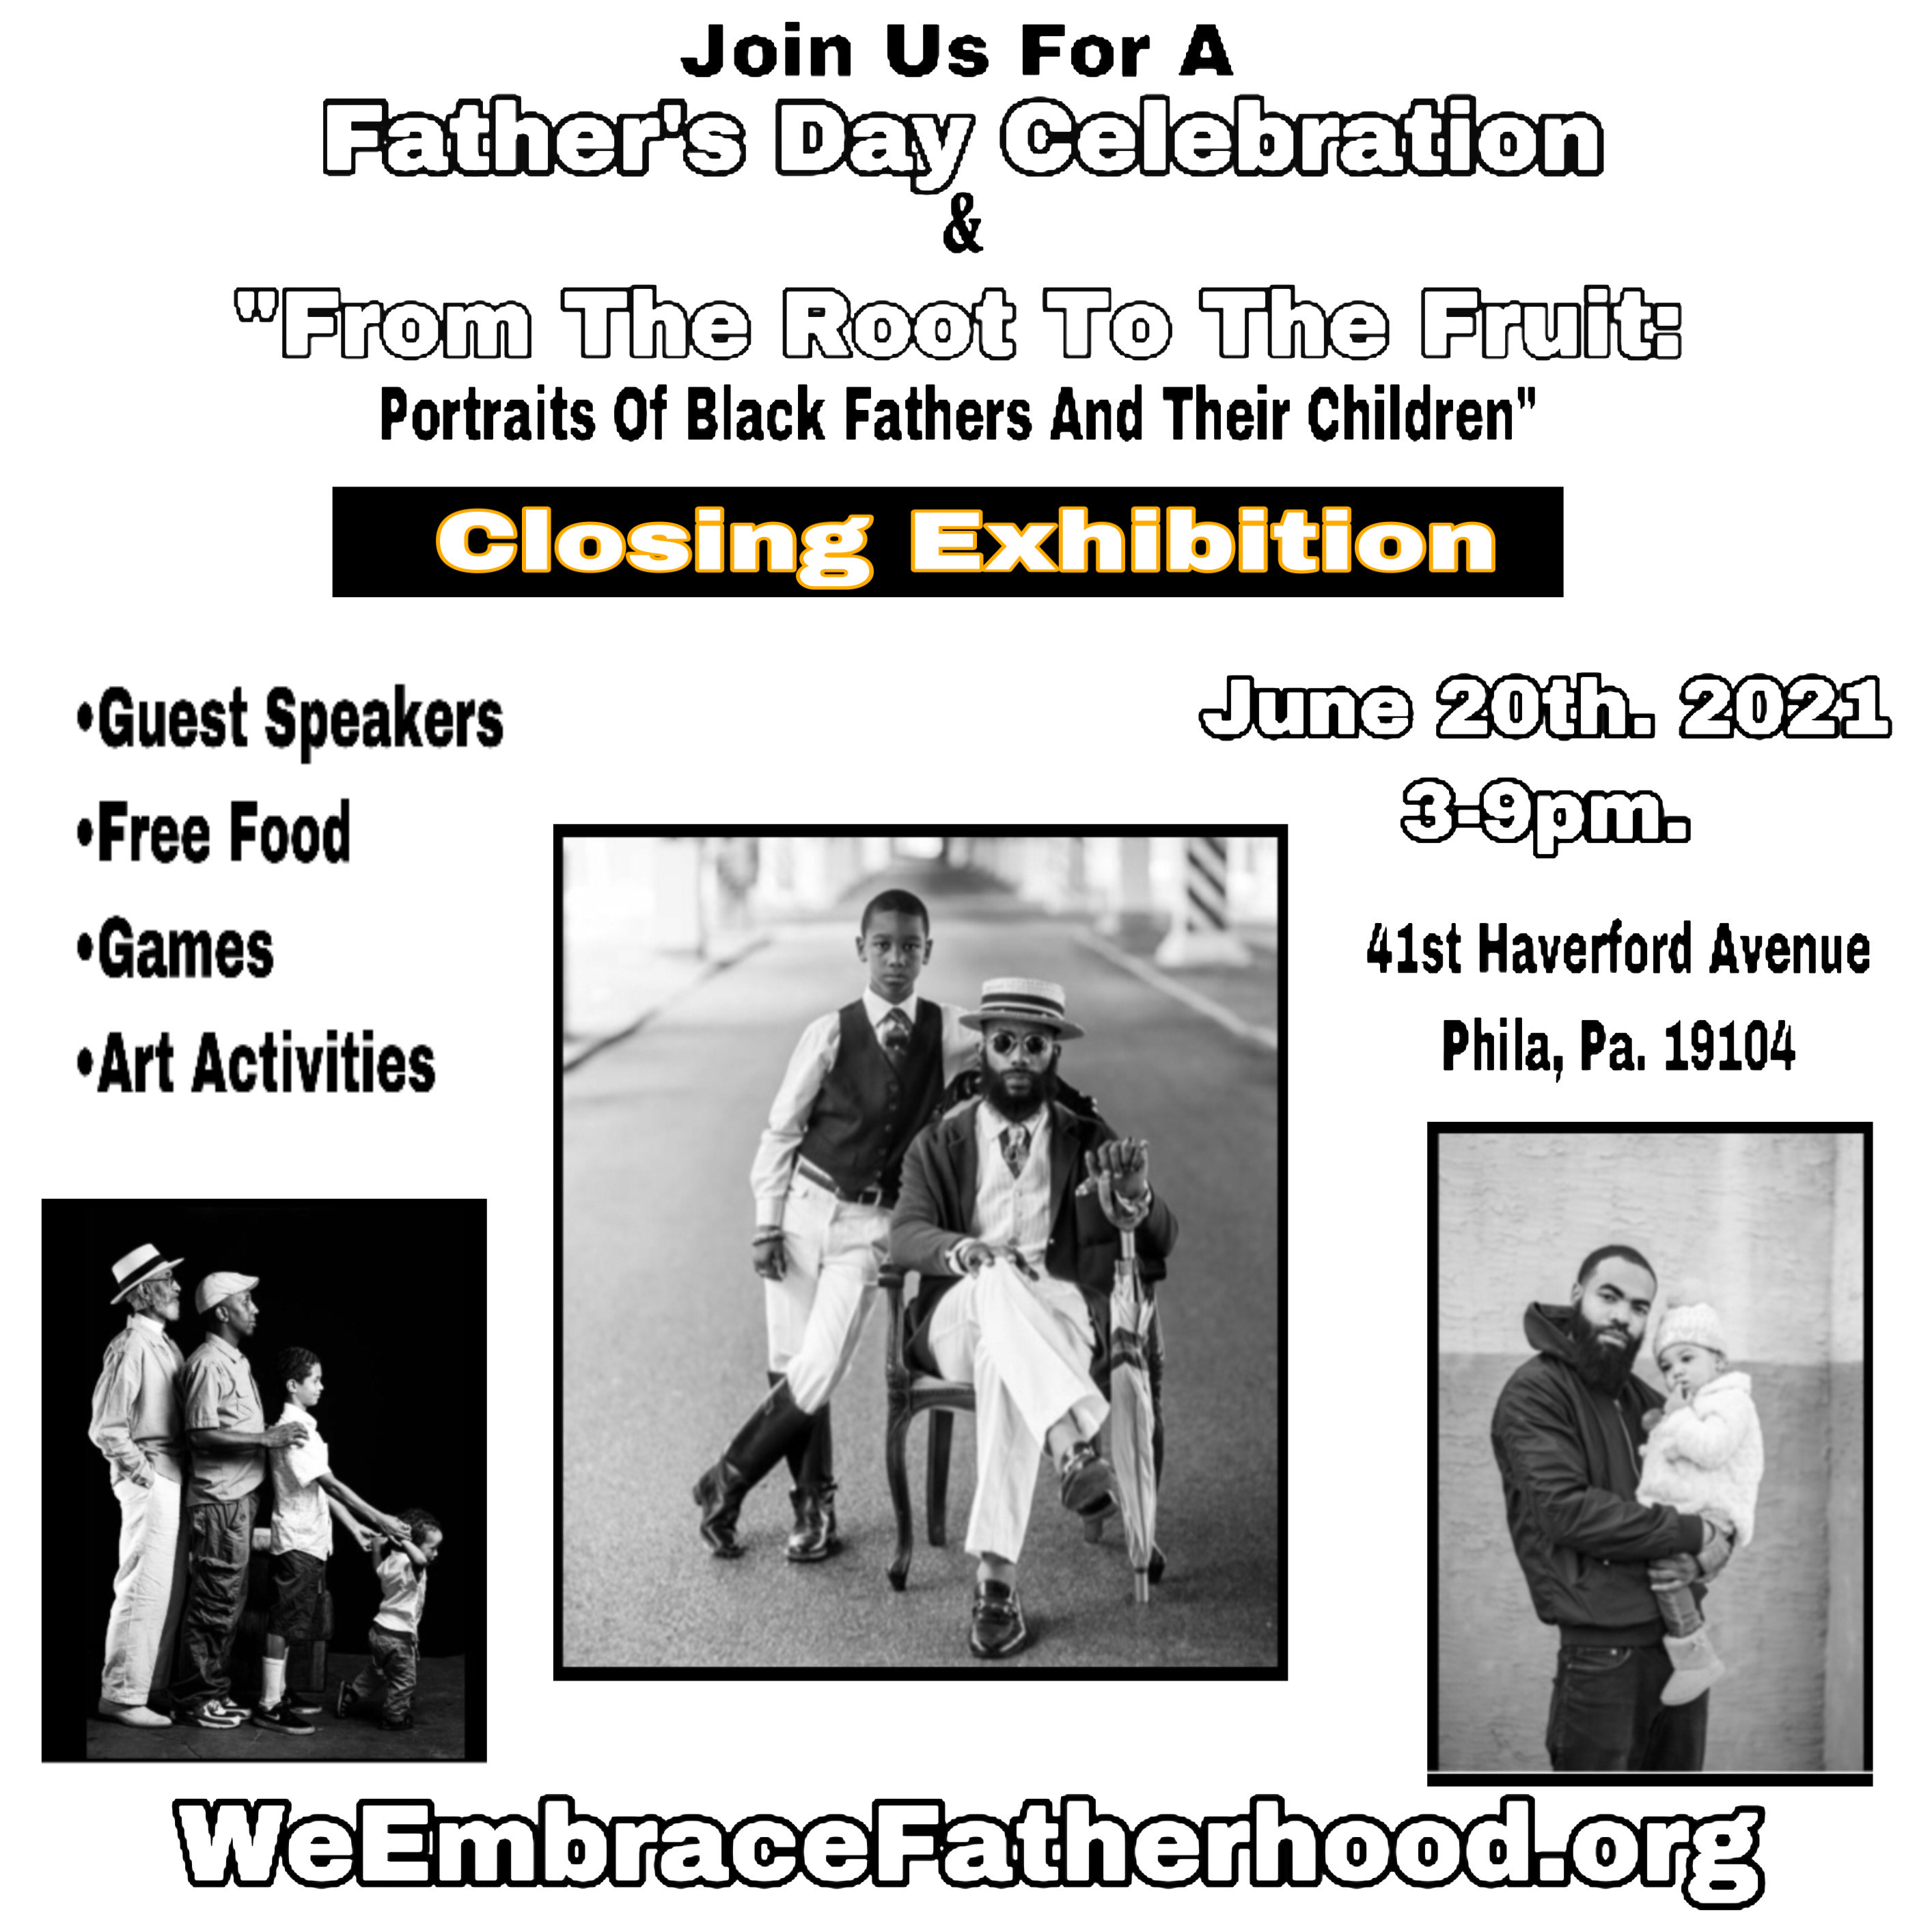 Join Us For A
Father's Day Celebration
&
"From The Root To The Fruit:
Portraits Of Black Fathers And Their Children"
Closing Exhibition
•Guest Speakers
•Free Food
•Games
•Art Activities
June 20th. 2021
3-9pm.
41st Haverford Avenue
Phila, Pa. 19104
WeEmbraceFatherhood.org